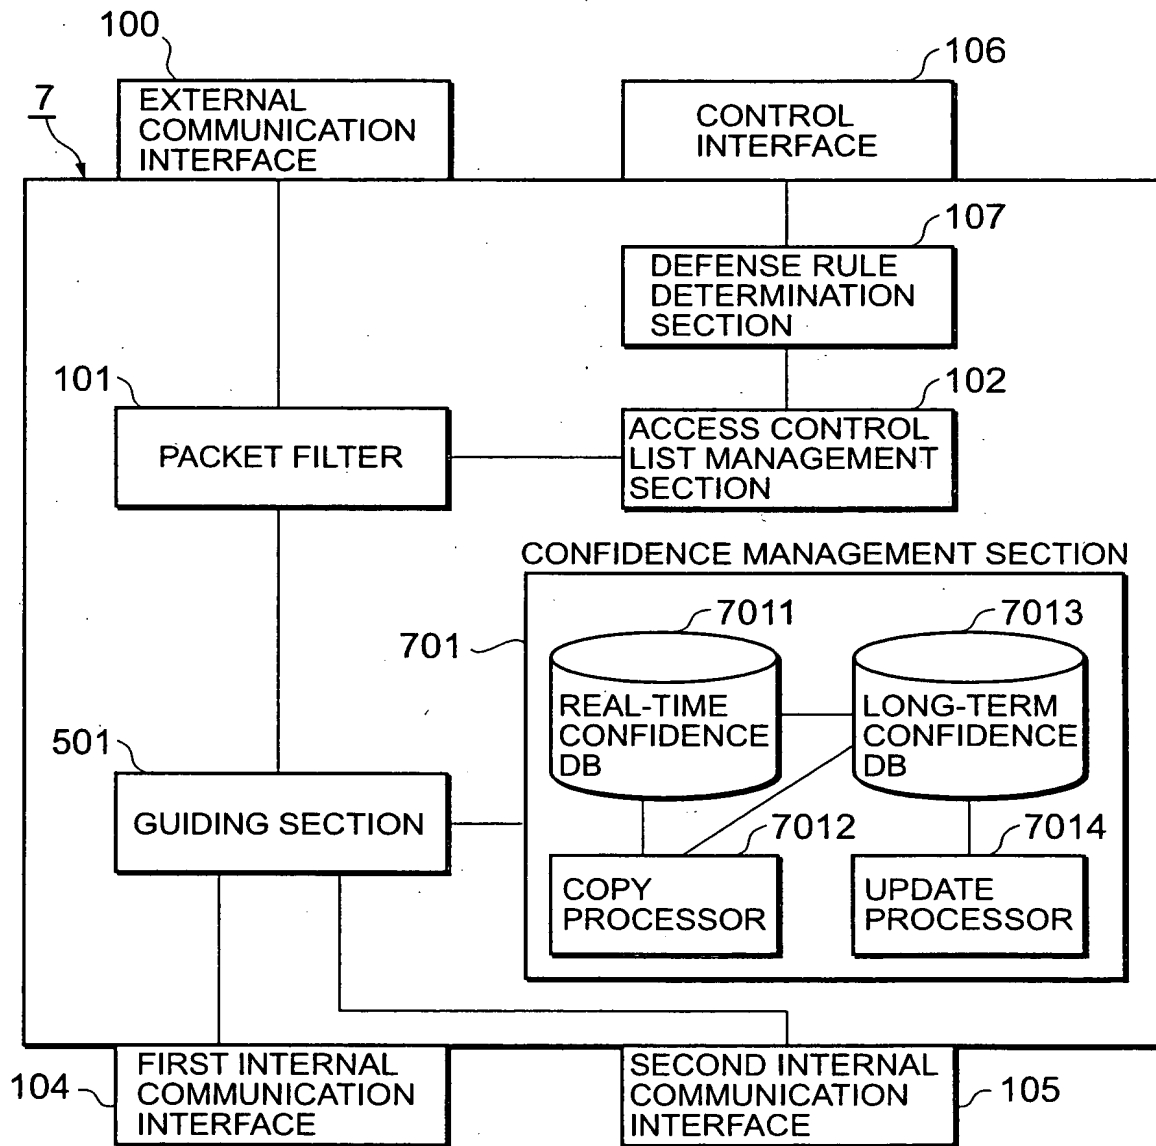 100
106
7
EXTERNAL
COMMUNICATION
INTERFACE
CONTROL
INTERFACE
107
DEFENSE RULE
DETERMINATION
SECTION
101
102
PACKET FILTER
ACCESS CONTROL
LIST MANAGEMENT
SECTION
CONFIDENCE MANAGEMENT SECTION
701
7011
7013
REAL-TIME
CONFIDENCE
DB
LONG-TERM
CONFIDENCE
DB
501
GUIDING SECTION
7012
7014
COPY
PROCESSOR
UPDATE
PROCESSOR
104
FIRST INTERNAL
COMMUNICATION
INTERFACE
SECOND INTERNAL
COMMUNICATION
INTERFACE
105